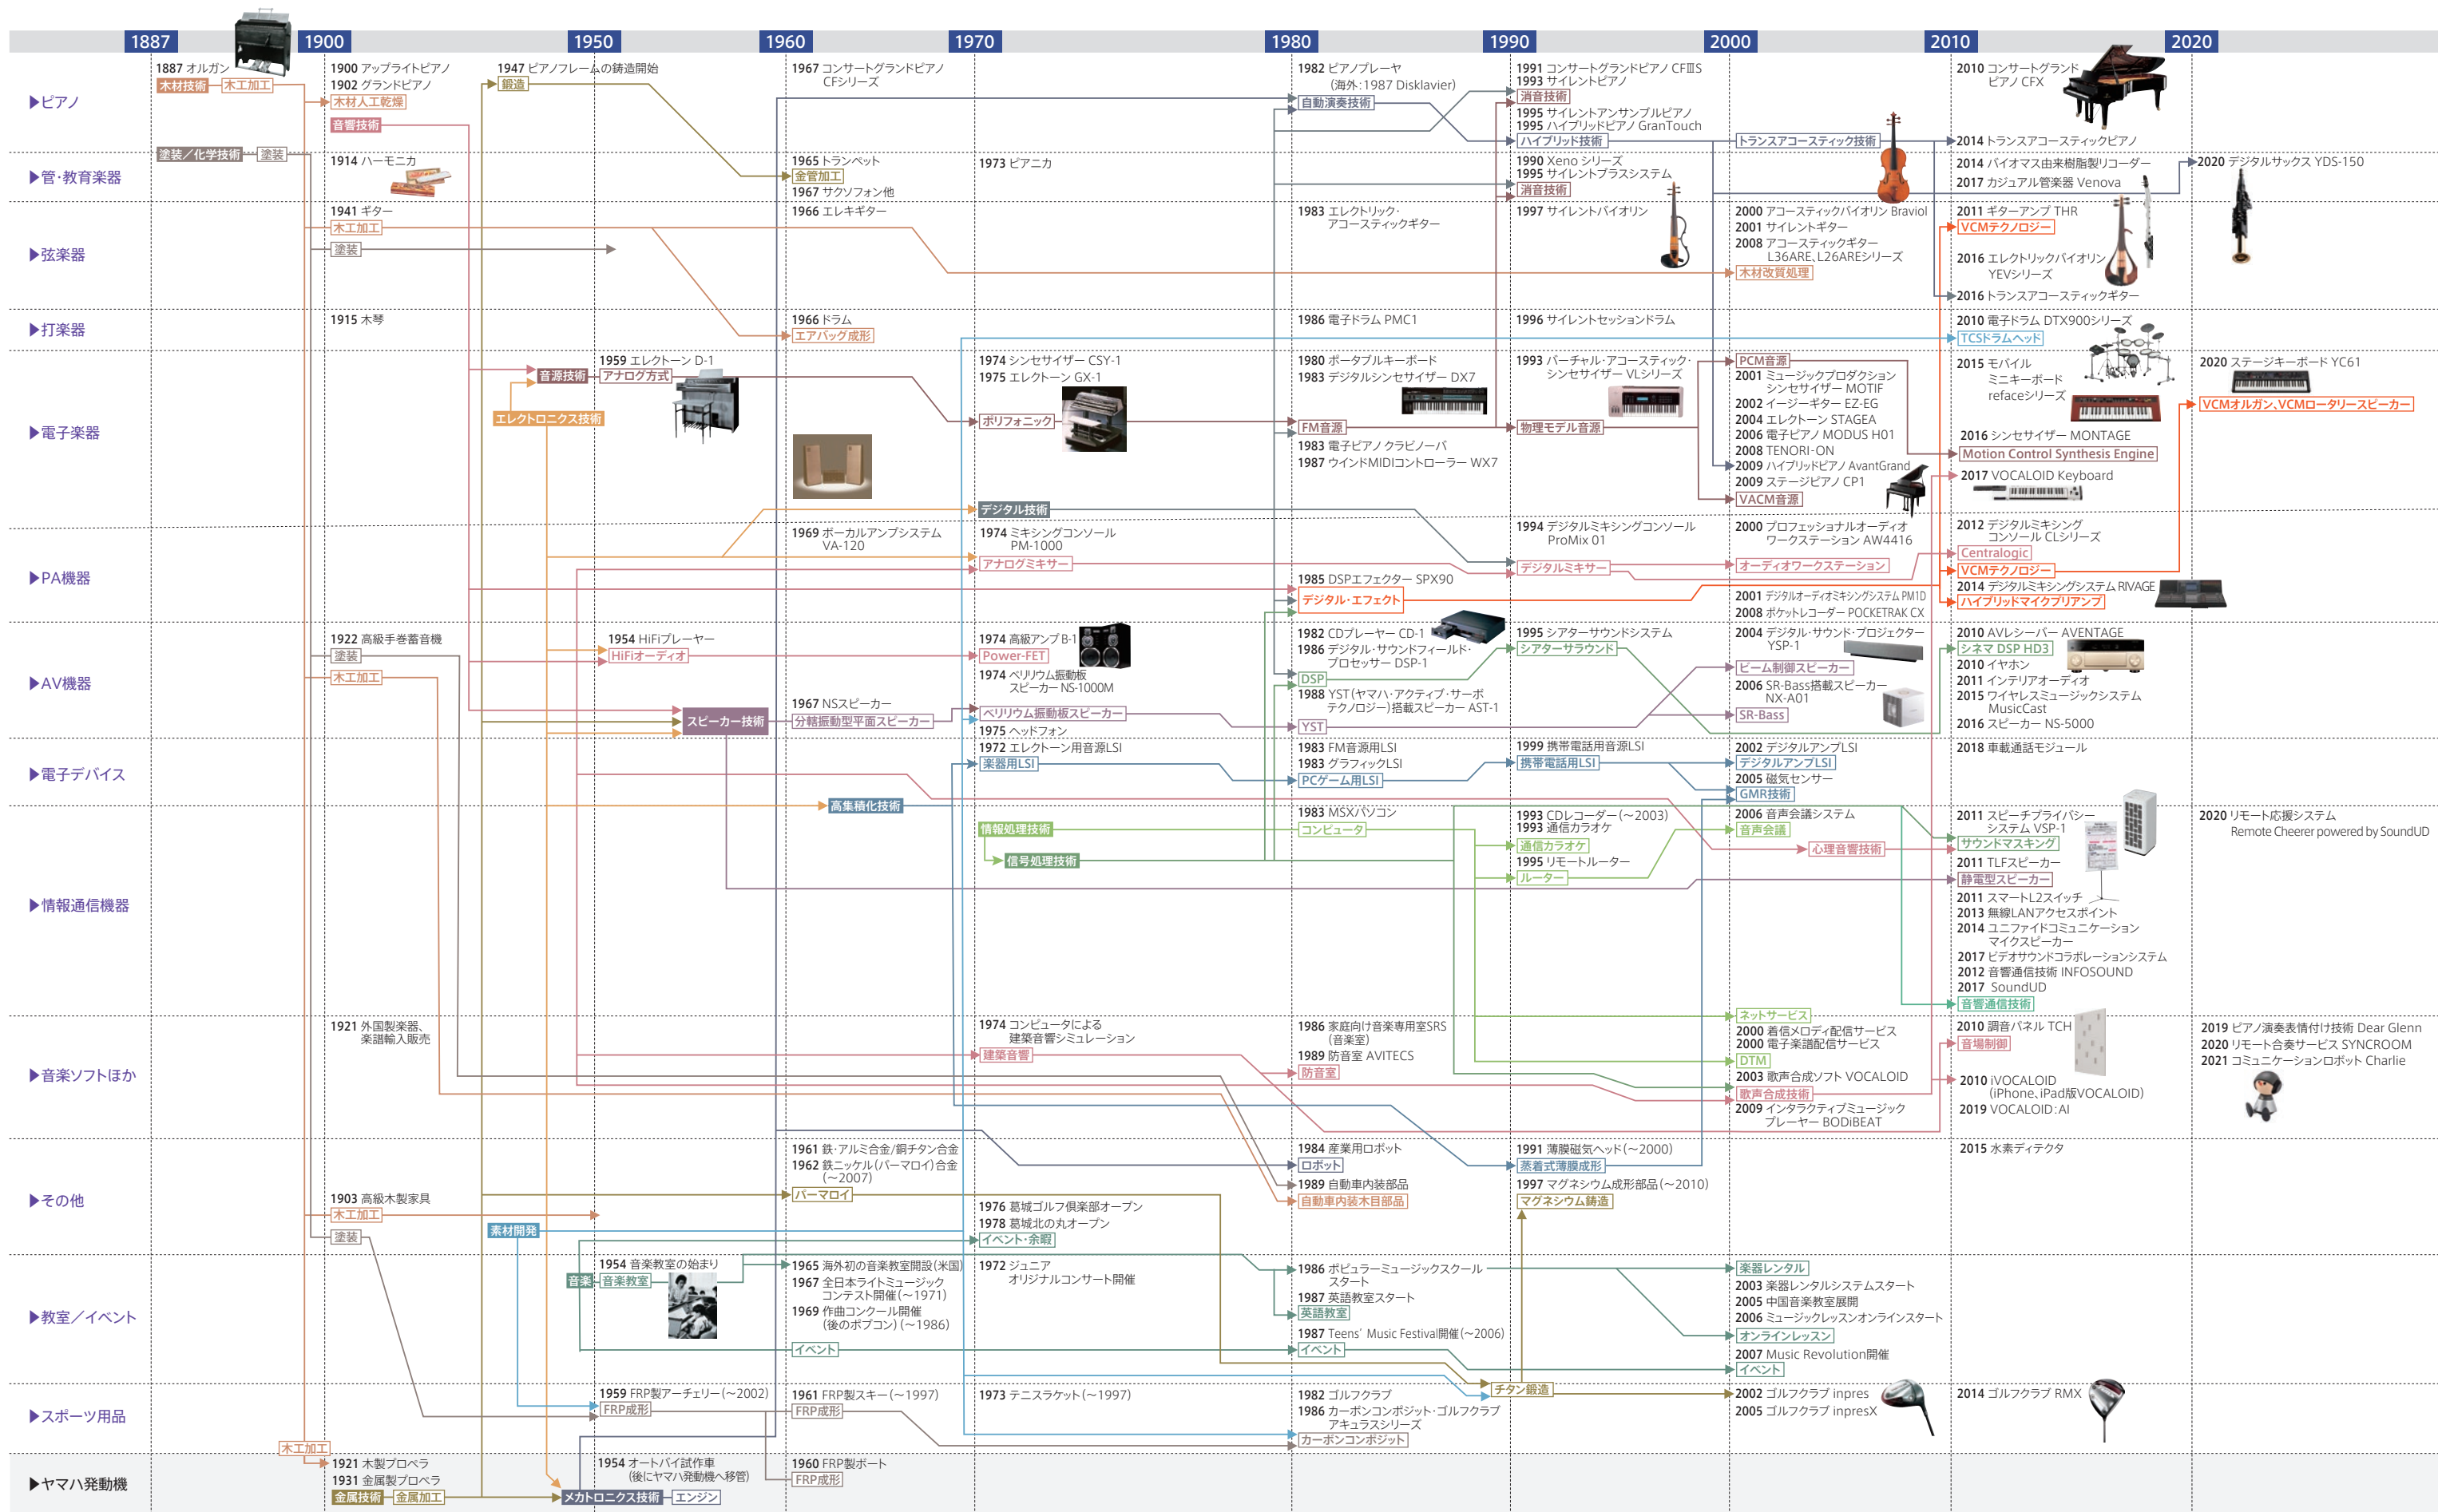 1887
1900
1950
1960
1970
1980
1990
2000
2010
2020
▶ピアノ
1887 オルガン
木材技術
木工加工
1900 アップライトピアノ
1902 グランドピアノ
木材人工乾燥
音響技術
塗装／化学技術
塗装
1947 ピアノフレームの鋳造開始
鍛造
1967 コンサートグランドピアノ
CFシリーズ
1982 ピアノプレーヤ
(海外:1987 Disklavier)
自動演奏技術
1991 コンサートグランドピアノ CFⅢS
1993 サイレントピアノ
消音技術
1995 サイレントアンサンブルピアノ
1995 ハイブリッドピアノ GranTouch
ハイブリッド技術
トランスアコースティック技術
2010 コンサートグランド
ピアノ CFX
2014 トランスアコースティックピアノ
▶管・教育楽器
1914 ハーモニカ
1965 トランペット
金管加工
1967 サクソフォン他
1973 ピアニカ
1990 Xeno シリーズ
1995 サイレントブラスシステム
消音技術
2014 バイオマス由来樹脂製リコーダー
2017 カジュアル管楽器 Venova
2020 デジタルサックス YDS-150
▶弦楽器
1941 ギター
木工加工
塗装
1966 エレキギター
1983 エレクトリック・
アコースティックギター
1997 サイレントバイオリン
2000 アコースティックバイオリン Braviol
2001 サイレントギター
2008 アコースティックギター
L36ARE、L26AREシリーズ
木材改質処理
2011 ギターアンプ THR
VCMテクノロジー
2016 エレクトリックバイオリン
YEVシリーズ
2016 トランスアコースティックギター
▶打楽器
1915 木琴
1966 ドラム
エアバッグ成形
1986 電子ドラム PMC1
1996 サイレントセッションドラム
2010 電子ドラム DTX900シリーズ
TCSドラムヘッド
▶電子楽器
1959 エレクトーン D-1
音源技術
アナログ方式
エレクトロニクス技術
1974 シンセサイザー CSY-1
1975 エレクトーン GX-1
ポリフォニック
デジタル技術
1980 ポータブルキーボード
1983 デジタルシンセサイザー DX7
FM音源
1983 電子ピアノ クラビノーバ
1987 ウインドMIDIコントローラー WX7
1993 バーチャル・アコースティック・
シンセサイザー VLシリーズ
物理モデル音源
PCM音源
2001 ミュージックプロダクション
シンセサイザー MOTIF
2002 イージーギター EZ-EG
2004 エレクトーン STAGEA
2006 電子ピアノ MODUS H01
2008 TENORI-ON
2009 ハイブリッドピアノ AvantGrand
2009 ステージピアノ CP1
VACM音源
2015 モバイル
ミニキーボード
refaceシリーズ
2016 シンセサイザー MONTAGE
Motion Control Synthesis Engine
2017 VOCALOID Keyboard
2020 ステージキーボード YC61
VCMオルガン、VCMロータリースピーカー
▶PA機器
1969 ボーカルアンプシステム
VA-120
1974 ミキシングコンソール
PM-1000
アナログミキサー
1985 DSPエフェクター SPX90
デジタル・エフェクト
1994 デジタルミキシングコンソール
ProMix 01
デジタルミキサー
2000 プロフェッショナルオーディオ
ワークステーション AW4416
オーディオワークステーション
2001 デジタルオーディオミキシングシステム PM1D
2008 ポケットレコーダー POCKETRAK CX
2012 デジタルミキシング
コンソール CLシリーズ
Centralogic
VCMテクノロジー
2014 デジタルミキシングシステム RIVAGE
ハイブリッドマイクプリアンプ
▶AV機器
1922 高級手巻蓄音機
塗装
木工加工
1954 HiFiプレーヤー
HiFiオーディオ
スピーカー技術
1967 NSスピーカー
分轄振動型平面スピーカー
1974 高級アンプ B-1
Power-FET
1974 ベリリウム振動板
スピーカー NS-1000M
ベリリウム振動板スピーカー
1975 ヘッドフォン
1982 CDプレーヤー CD-1
1986 デジタル・サウンドフィールド・
プロセッサー DSP-1
DSP
1988 YST(ヤマハ・アクティブ・サーボ
テクノロジー)搭載スピーカー AST-1
YST
1995 シアターサウンドシステム
シアターサラウンド
2004 デジタル・サウンド・プロジェクター
YSP-1
ビーム制御スピーカー
2006 SR-Bass搭載スピーカー
NX-A01
SR-Bass
2010 AVレシーバー AVENTAGE
シネマ DSP HD3
2010 イヤホン
2011 インテリアオーディオ
2015 ワイヤレスミュージックシステム
MusicCast
2016 スピーカー NS-5000
▶電子デバイス
高集積化技術
1972 エレクトーン用音源LSI
楽器用LSI
1983 FM音源用LSI
1983 グラフィックLSI
PCゲーム用LSI
1999 携帯電話用音源LSI
携帯電話用LSI
2002 デジタルアンプLSI
デジタルアンプLSI
2005 磁気センサー
GMR技術
2018 車載通話モジュール
▶情報通信機器
情報処理技術
信号処理技術
1983 MSXパソコン
コンピュータ
1993 CDレコーダー(～2003)
1993 通信カラオケ
通信カラオケ
1995 リモートルーター
ルーター
2006 音声会議システム
音声会議
心理音響技術
2011 スピーチプライバシー
システム VSP-1
サウンドマスキング
2011 TLFスピーカー
静電型スピーカー
2011 スマートL2スイッチ
2013 無線LANアクセスポイント
2014 ユニファイドコミュニケーション
マイクスピーカー
2017 ビデオサウンドコラボレーションシステム
2012 音響通信技術 INFOSOUND
2017 SoundUD
音響通信技術
2020 リモート応援システム
Remote Cheerer powered by SoundUD
▶音楽ソフトほか
1921 外国製楽器、
楽譜輸入販売
1974 コンピュータによる
建築音響シミュレーション
建築音響
1986 家庭向け音楽専用室SRS
(音楽室)
1989 防音室 AVITECS
防音室
ネットサービス
2000 着信メロディ配信サービス
2000 電子楽譜配信サービス
DTM
2003 歌声合成ソフト VOCALOID
歌声合成技術
2009 インタラクティブミュージック
プレーヤー BODiBEAT
2010 調音パネル TCH
音場制御
2010 iVOCALOID
(iPhone、iPad版VOCALOID)
2019 VOCALOID:AI
2019 ピアノ演奏表情付け技術 Dear Glenn
2020 リモート合奏サービス SYNCROOM
2021 コミュニケーションロボット Charlie
▶その他
1903 高級木製家具
木工加工
塗装
素材開発
1961 鉄・アルミ合金/銅チタン合金
1962 鉄ニッケル(パーマロイ)合金
(～2007)
パーマロイ
1976 葛城ゴルフ倶楽部オープン
1978 葛城北の丸オープン
イベント・余暇
1984 産業用ロボット
ロボット
1989 自動車内装部品
自動車内装木目部品
1991 薄膜磁気ヘッド(～2000)
蒸着式薄膜成形
1997 マグネシウム成形部品(～2010)
マグネシウム鋳造
2015 水素ディテクタ
▶教室／イベント
1954 音楽教室の始まり
音楽
音楽教室
1965 海外初の音楽教室開設(米国)
1967 全日本ライトミュージック
コンテスト開催(～1971)
1969 作曲コンクール開催
(後のポプコン)(～1986)
イベント
1972 ジュニア
オリジナルコンサート開催
1986 ポピュラーミュージックスクール
スタート
1987 英語教室スタート
英語教室
1987 Teens’ Music Festival開催(～2006)
イベント
楽器レンタル
2003 楽器レンタルシステムスタート
2005 中国音楽教室展開
2006 ミュージックレッスンオンラインスタート
オンラインレッスン
2007 Music Revolution開催
イベント
▶スポーツ用品
1959 FRP製アーチェリー(～2002)
FRP成形
1961 FRP製スキー(～1997)
FRP成形
1973 テニスラケット(～1997)
1982 ゴルフクラブ
1986 カーボンコンポジット・ゴルフクラブ
アキュラスシリーズ
カーボンコンポジット
チタン鍛造
2002 ゴルフクラブ inpres
2005 ゴルフクラブ inpresX
2014 ゴルフクラブ RMX
木工加工
▶ヤマハ発動機
1921 木製プロペラ
1931 金属製プロペラ
金属技術
金属加工
1954 オートバイ試作車
(後にヤマハ発動機へ移管)
メカトロニクス技術
エンジン
1960 FRP製ボート
FRP成形